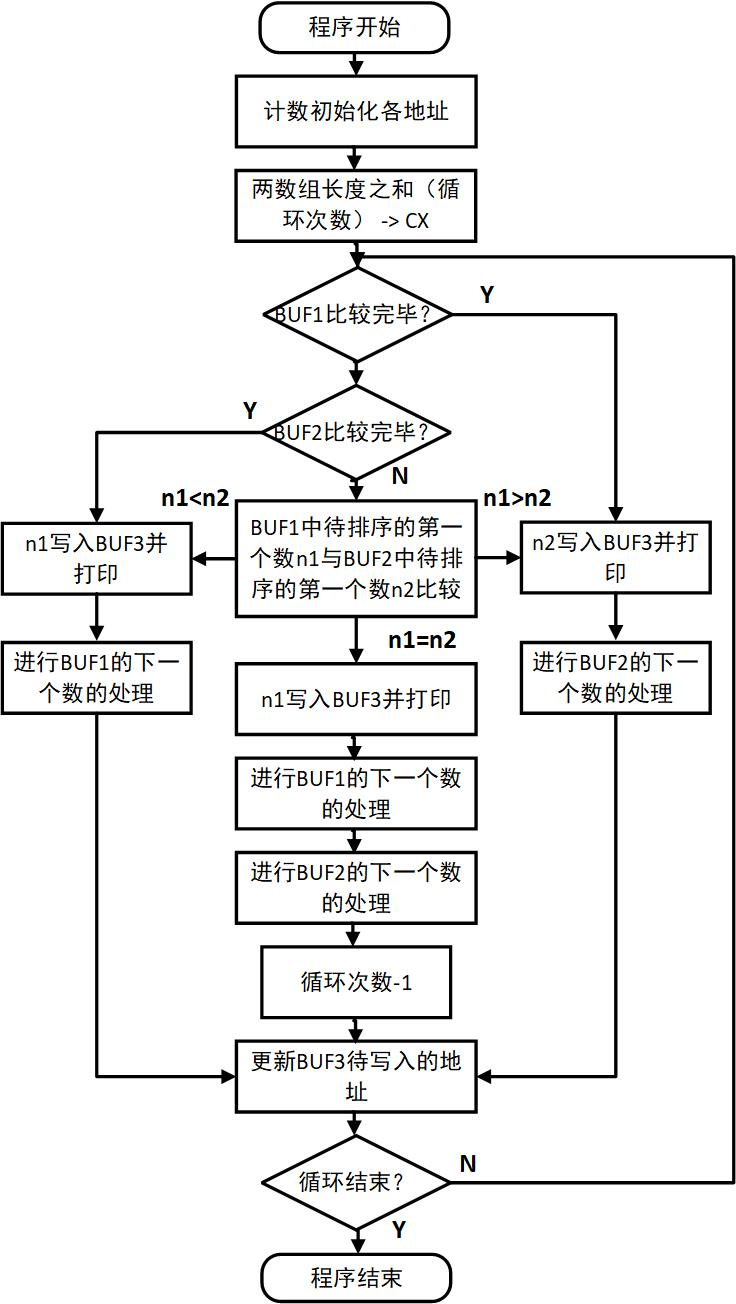 程序开始
计数初始化各地址
两数组长度之和（循
环次数） -> CX
Y
BUF1比较完毕？
Y
BUF2比较完毕？
N
n1<n2
n1>n2
BUF1中待排序的第一
个数n1与BUF2中待排
序的第一个数n2比较
n1写入BUF3并
打印
n2写入BUF3并打
印
n1=n2
进行BUF1的下一
个数的处理
进行BUF2的下一
个数的处理
n1写入BUF3并打印
进行BUF1的下一个数
的处理
进行BUF2的下一个数
的处理
循环次数-1
更新BUF3待写入的地
址
循环结束？
N
Y
程序结束